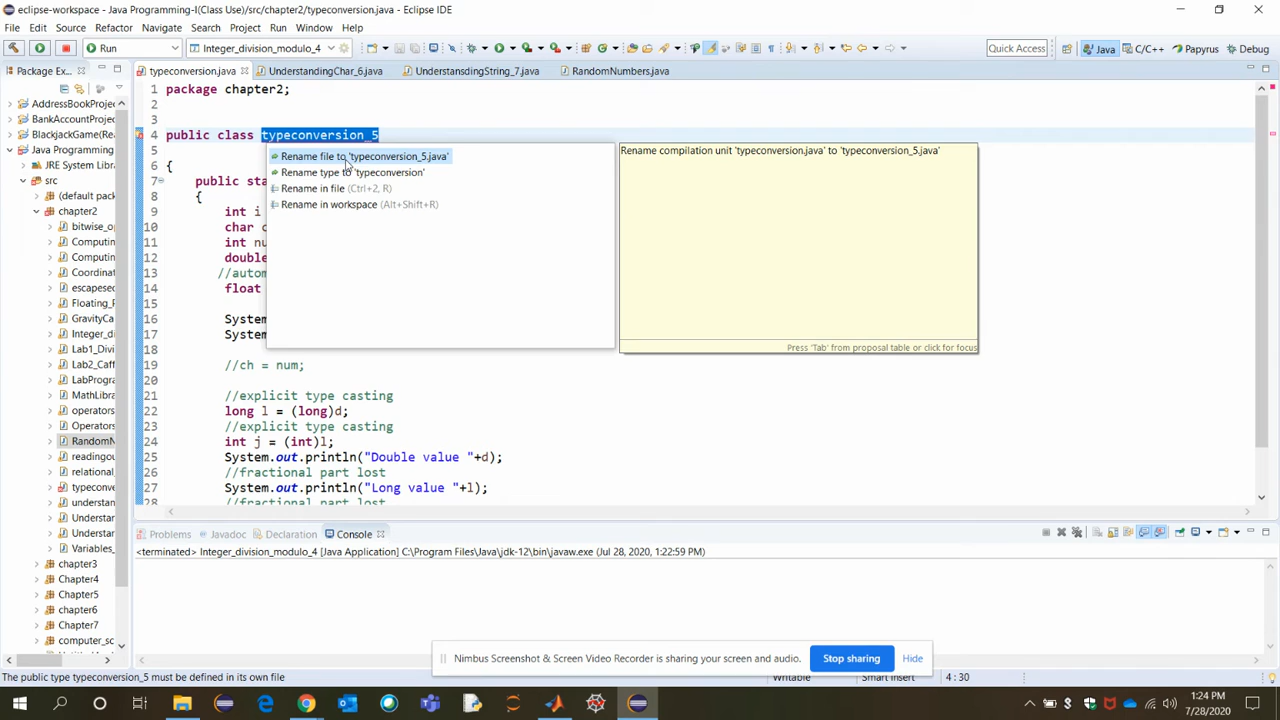 eclipse-workspace - Java Programming-I(Class Use)/src/chapter2/typeconversion.java - Eclipse IDE
File Edit Source Refactor Navigate Search Project Run Window Help
Run Integer_division_modulo_4 Quick Access Java C/C++ Papyrus Debug
Package Ex... typeconversion.java UnderstandingChar_6.java UnderstansdingString_7.java RandomNumbers.java
AddressBookProje
BankAccountProje
BlackjackGame(Rea
Java Programming
JRE System Librar
src
(default packag
chapter2
bitwise_op
Computing
Computing
Coordinat
escapesed
Floating_P
GravityCa
Integer_di
Lab1_Divi
Lab2_Caff
LabProgra
MathLibra
operators
Operators
RandomN
readingou
relational_
typeconve
understan
Understan
Understan
Variables_
chapter3
Chapter4
Chapter5
chapter6
Chapter7
computer_sc
1 package chapter2;
2
3
4 public class typeconversion_5
5
6 {
7 public sta
8 {
9 int i
10 char c
11 int nu
12 double
13 //autom
14 float
15
16 System
17 System
18
19 //ch = num;
20
21 //explicit type casting
22 long l = (long)d;
23 //explicit type casting
24 int j = (int)l;
25 System.out.println("Double value "+d);
26 //fractional part lost
27 System.out.println("Long value "+l);
28 //fractional part lost
Rename file to 'typeconversion_5.java'
Rename type to 'typeconversion'
Rename in file (Ctrl+2, R)
Rename in workspace (Alt+Shift+R)
Rename compilation unit 'typeconversion.java' to 'typeconversion_5.java'
Press 'Tab' from proposal table or click for focus
Problems Javadoc Declaration Console
<terminated> Integer_division_modulo_4 [Java Application] C:\Program Files\Java\jdk-12\bin\javaw.exe (Jul 28, 2020, 1:22:59 PM)
Nimbus Screenshot & Screen Video Recorder is sharing your screen and audio. Stop sharing Hide
The public type typeconversion_5 must be defined in its own file Writable Smart Insert 4 : 30
1:24 PM
7/28/2020